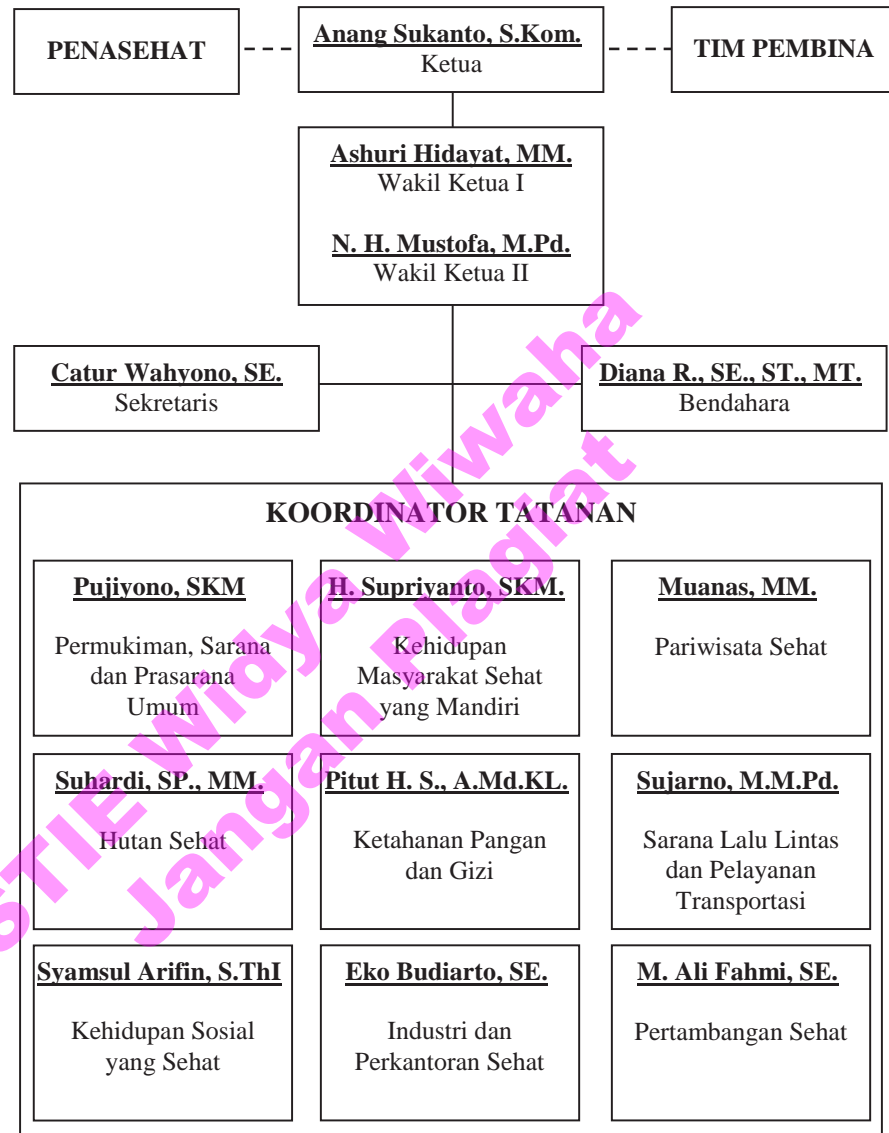 PENASEHAT
Anang Sukanto, S.Kom.
Ketua
TIM PEMBINA
Ashuri Hidayat, MM.
Wakil Ketua I
N. H. Mustofa, M.Pd.
Wakil Ketua II
Catur Wahyono, SE.
Sekretaris
Diana R., SE., ST., MT.
Bendahara
KOORDINATOR TATANAN
Pujiyono, SKM
Permukiman, Sarana
dan Prasarana
Umum
H. Supriyanto, SKM.
Kehidupan
Masyarakat Sehat
yang Mandiri
Muanas, MM.
Pariwisata Sehat
Suhardi, SP., MM.
Hutan Sehat
Pitut H. S., A.Md.KL.
Ketahanan Pangan
dan Gizi
Sujarno, M.M.Pd.
Sarana Lalu Lintas
dan Pelayanan
Transportasi
Syamsul Arifin, S.ThI
Kehidupan Sosial
yang Sehat
Eko Budiarto, SE.
Industri dan
Perkantoran Sehat
M. Ali Fahmi, SE.
Pertambangan Sehat
STIE Widya Wiwaha
Jangan Plagiat